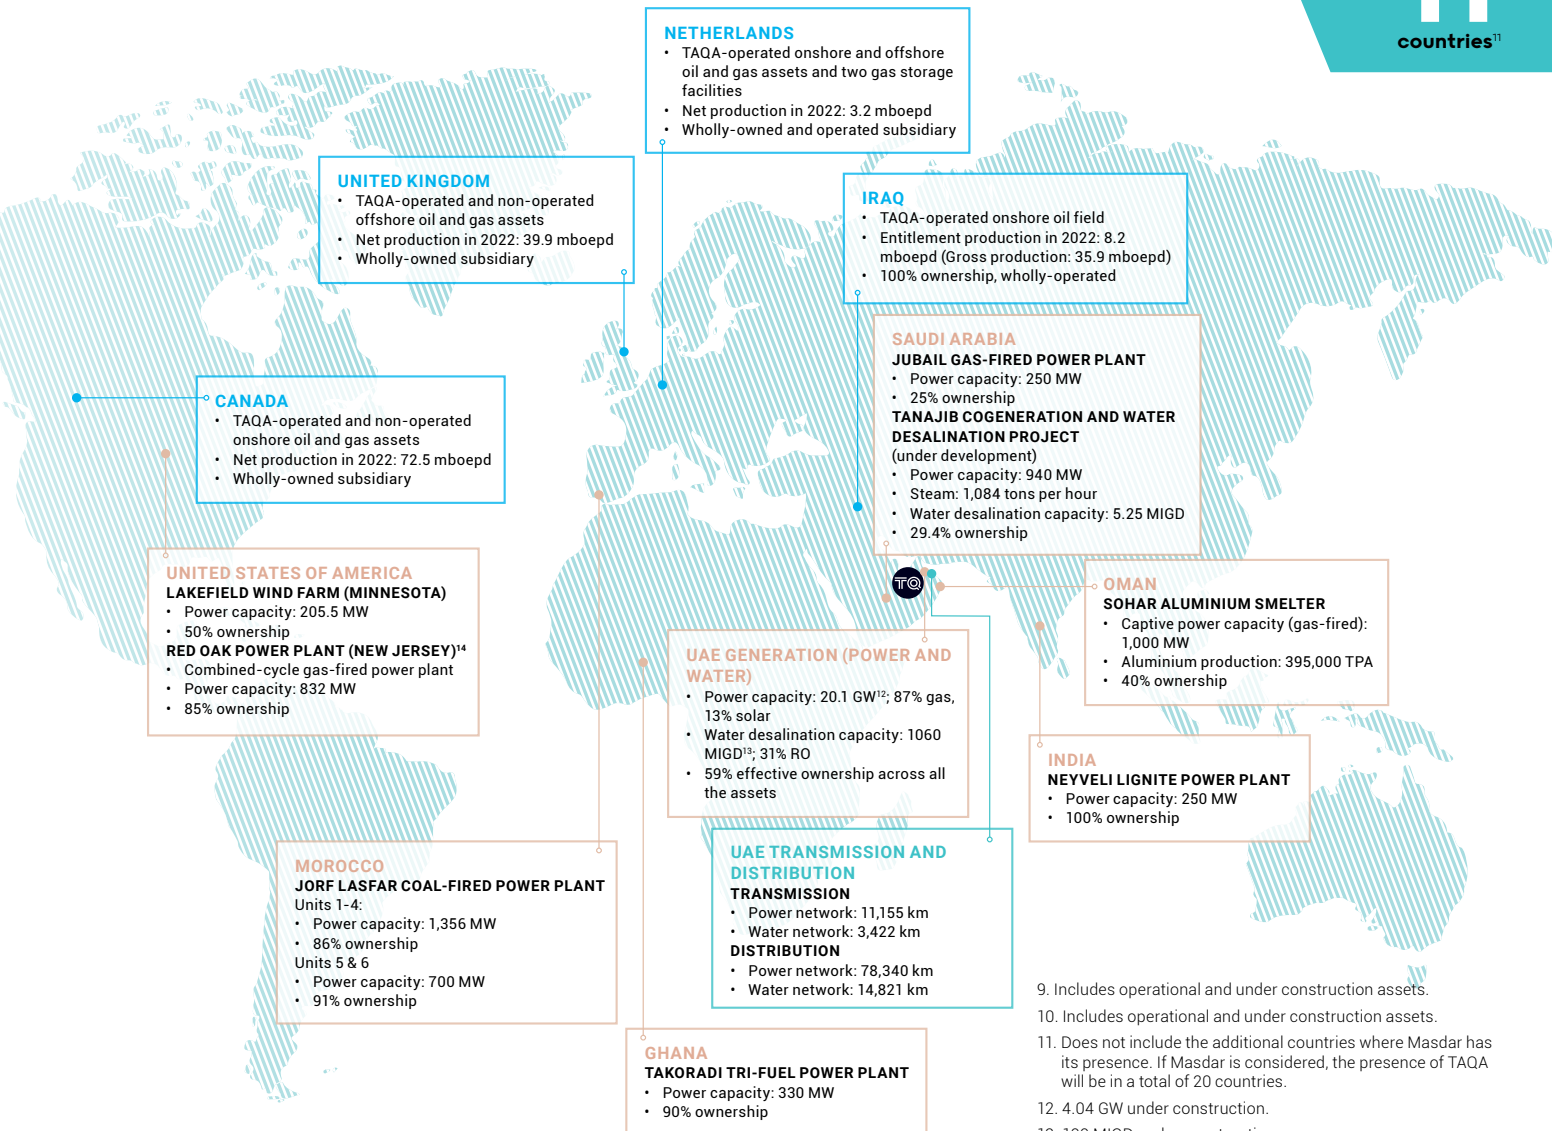 countries¹¹
NETHERLANDS
• TAQA-operated onshore and offshore
oil and gas assets and two gas storage
facilities
• Net production in 2022: 3.2 mboepd
• Wholly-owned and operated subsidiary
UNITED KINGDOM
• TAQA-operated and non-operated
offshore oil and gas assets
• Net production in 2022: 39.9 mboepd
• Wholly-owned subsidiary
IRAQ
• TAQA-operated onshore oil field
• Entitlement production in 2022: 8.2
mboepd (Gross production: 35.9 mboepd)
• 100% ownership, wholly-operated
SAUDI ARABIA
JUBAIL GAS-FIRED POWER PLANT
• Power capacity: 250 MW
• 25% ownership
TANAJIB COGENERATION AND WATER
DESALINATION PROJECT
(under development)
• Power capacity: 940 MW
• Steam: 1,084 tons per hour
• Water desalination capacity: 5.25 MIGD
• 29.4% ownership
CANADA
• TAQA-operated and non-operated
onshore oil and gas assets
• Net production in 2022: 72.5 mboepd
• Wholly-owned subsidiary
UNITED STATES OF AMERICA
LAKEFIELD WIND FARM (MINNESOTA)
• Power capacity: 205.5 MW
• 50% ownership
RED OAK POWER PLANT (NEW JERSEY)¹⁴
• Combined-cycle gas-fired power plant
• Power capacity: 832 MW
• 85% ownership
TQ
OMAN
SOHAR ALUMINIUM SMELTER
• Captive power capacity (gas-fired):
1,000 MW
• Aluminium production: 395,000 TPA
• 40% ownership
UAE GENERATION (POWER AND
WATER)
• Power capacity: 20.1 GW¹²; 87% gas,
13% solar
• Water desalination capacity: 1060
MIGD¹³; 31% RO
• 59% effective ownership across all
the assets
INDIA
NEYVELI LIGNITE POWER PLANT
• Power capacity: 250 MW
• 100% ownership
UAE TRANSMISSION AND
DISTRIBUTION
TRANSMISSION
• Power network: 11,155 km
• Water network: 3,422 km
DISTRIBUTION
• Power network: 78,340 km
• Water network: 14,821 km
MOROCCO
JORF LASFAR COAL-FIRED POWER PLANT
Units 1-4:
• Power capacity: 1,356 MW
• 86% ownership
Units 5 & 6
• Power capacity: 700 MW
• 91% ownership
GHANA
TAKORADI TRI-FUEL POWER PLANT
• Power capacity: 330 MW
• 90% ownership
9. Includes operational and under construction assets.
10. Includes operational and under construction assets.
11. Does not include the additional countries where Masdar has
its presence. If Masdar is considered, the presence of TAQA
will be in a total of 20 countries.
12. 4.04 GW under construction.